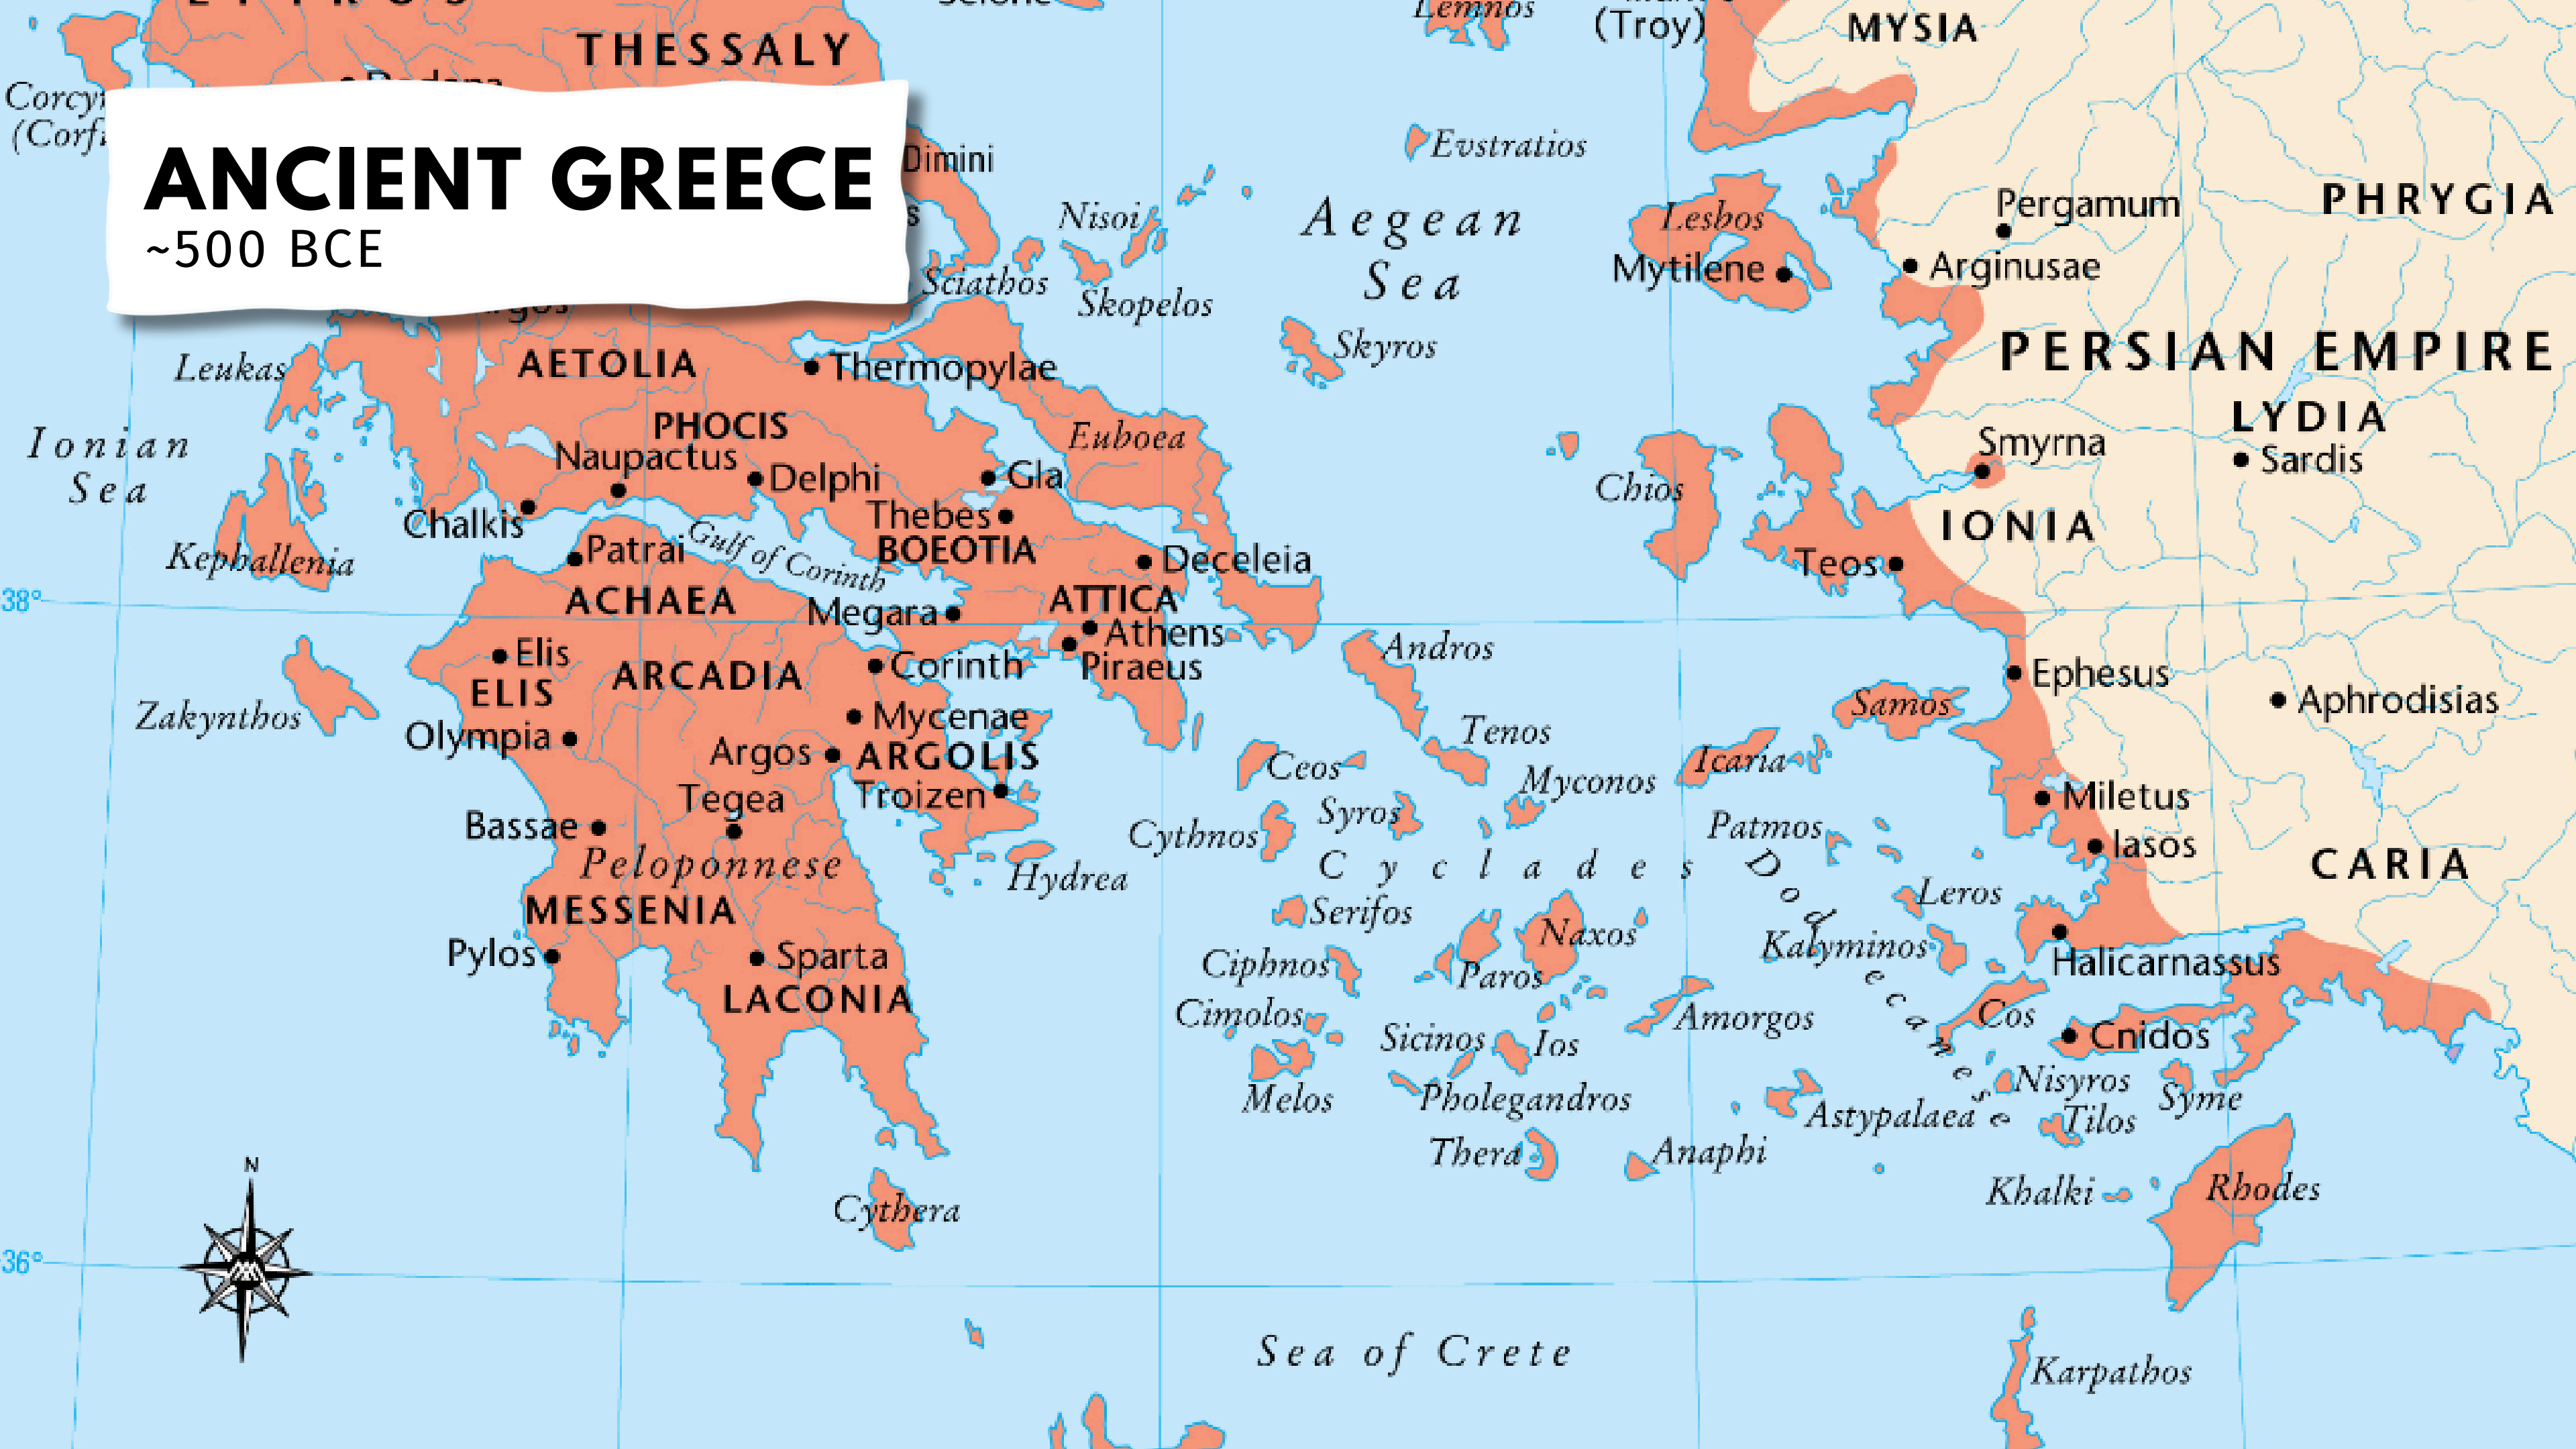 EPIROS
THESSALY
Lemnos
(Troy)
MYSIA
Dodona
(Corfu
ANCIENT GREECE
~500 BCE
Dimini
Evstratios
Nisoi
Aegean
Sea
Lesbos
Mytilene
Pergamum
PHRYGIA
Arginusae
Sciathos
Skopelos
Skyros
PERSIAN EMPIRE
Leukas
AETOLIA
Thermopylae
PHOCIS
LYDIA
Ionian
Sea
Naupactus
Delphi
Gla
Euboea
Chios
Smyrna
Sardis
Chalkis
Thebes
BOEOTIA
IONIA
Kephallenia
Patrai
Gulf of Corinth
Deceleia
Teos
38°
ACHAEA
Megara
ATTICA
Athens
Piraeus
Elis
ELIS
ARCADIA
Corinth
Andros
Ephesus
Aphrodisias
Zakynthos
Olympia
Mycenae
Argos
ARGOLIS
Tenos
Samos
Ceos
Icaria
Myconos
Tegea
Troizen
Syros
Miletus
Bassae
Cythnos
Patmos
Iasos
Peloponnese
Hydrea
Cyclades
Dodecanese
CARIA
MESSENIA
Serifos
Naxos
Leros
Pylos
Sparta
Ciphnos
Paros
Kalyminos
Halicarnassus
LACONIA
Cimolos
Sicinos
Ios
Amorgos
Cos
Cnidos
Melos
Pholegandros
Astypalaea
Nisyros
Syme
Tilos
Thera
Anaphi
N
Cythera
Khalki
Rhodes
36°
Sea of Crete
Karpathos